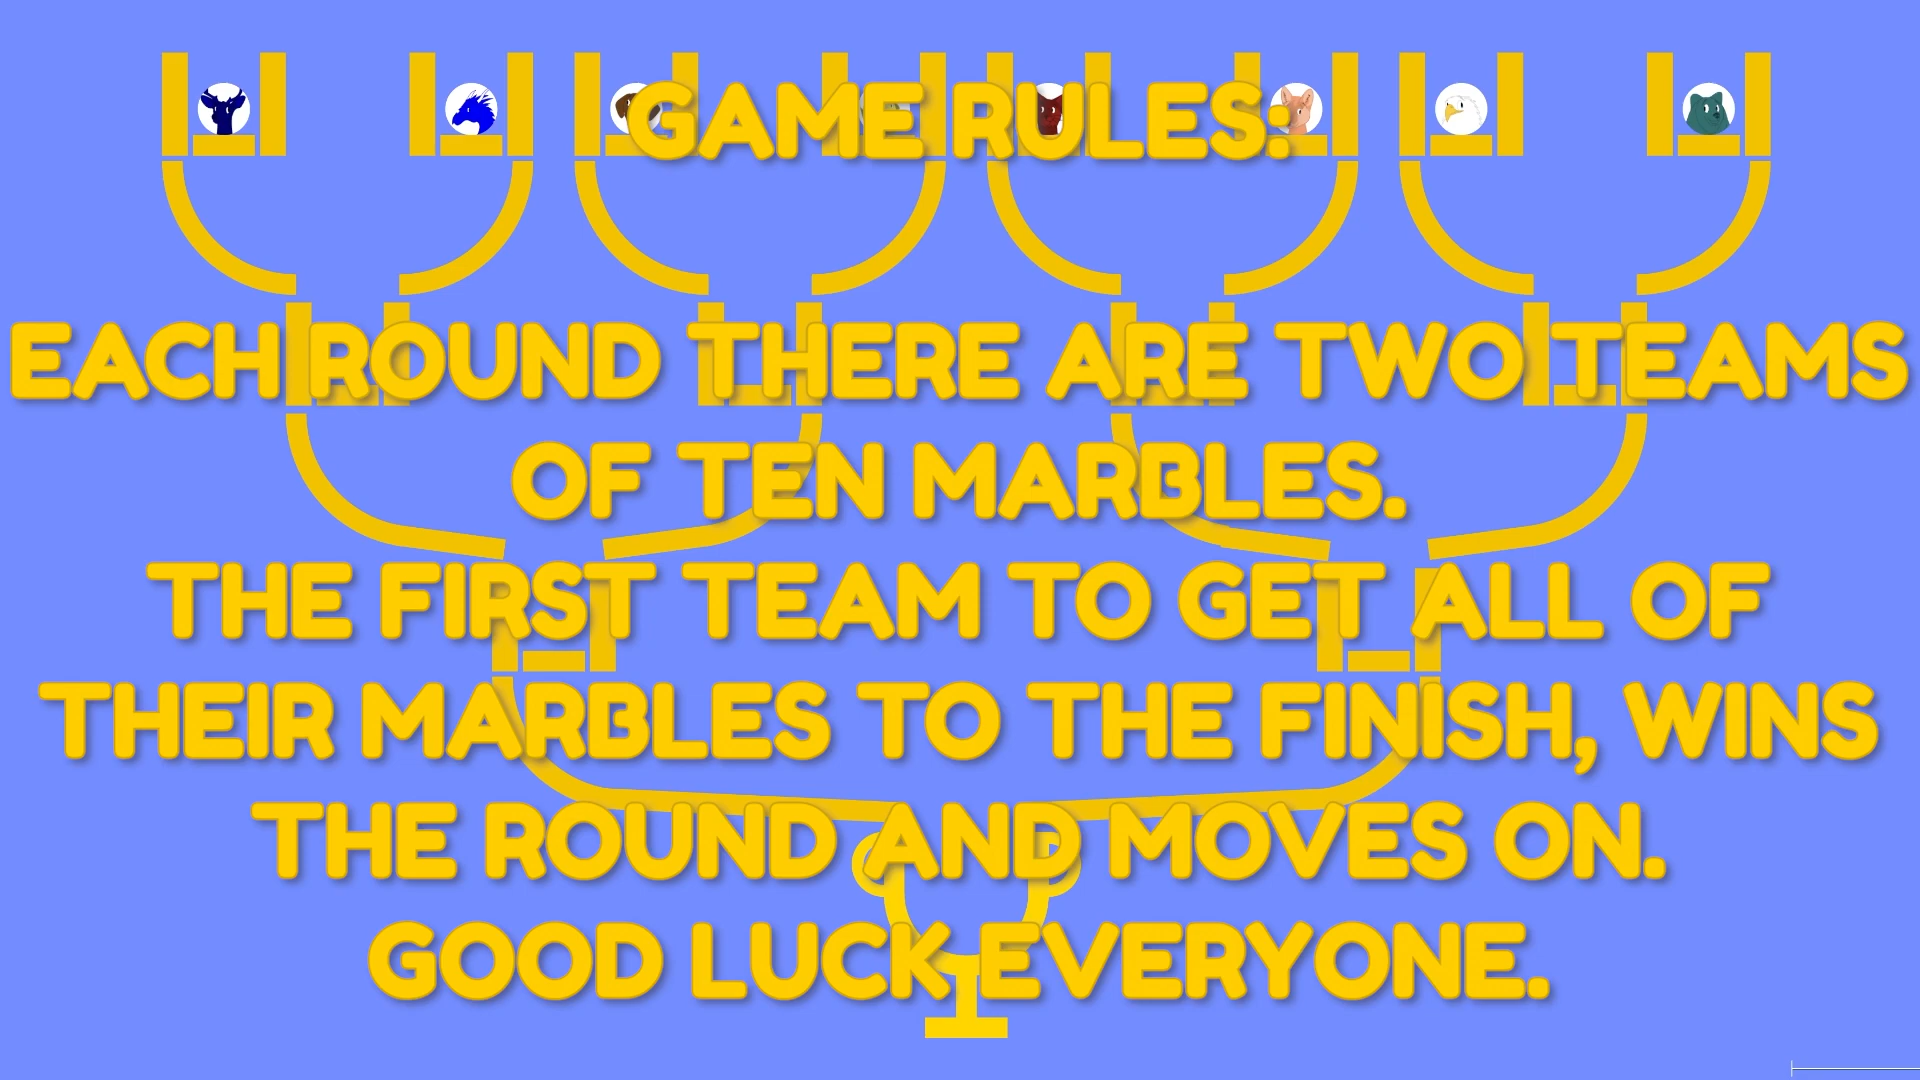 GAME RULES:
EACH ROUND THERE ARE TWO TEAMS
OF TEN MARBLES.
THE FIRST TEAM TO GET ALL OF
THEIR MARBLES TO THE FINISH, WINS
THE ROUND AND MOVES ON.
GOOD LUCK EVERYONE.